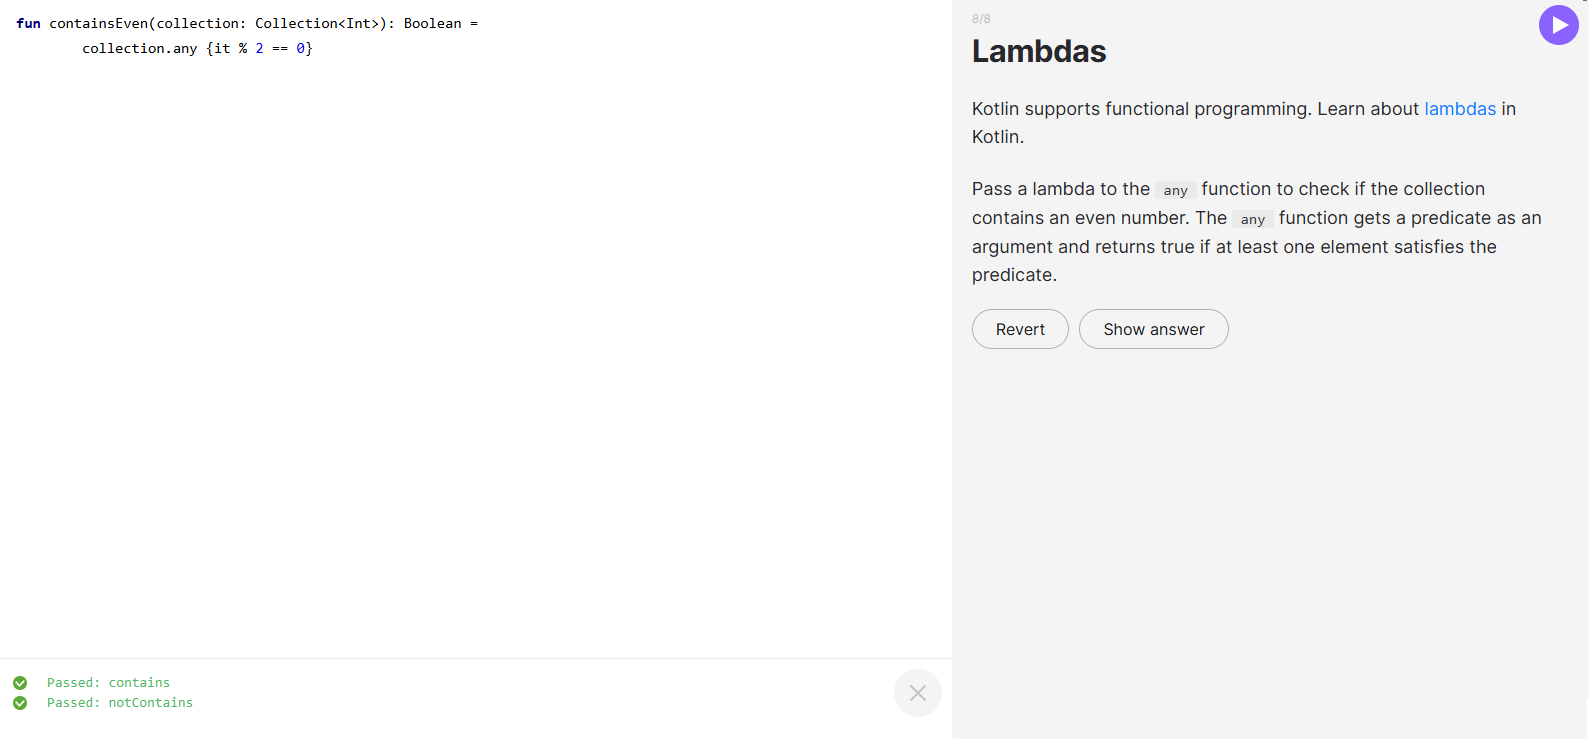 fun containsEven(collection: Collection<Int>): Boolean =
        collection.any {it % 2 == 0}
Passed: contains
Passed: notContains
8/8
Lambdas
Kotlin supports functional programming. Learn about lambdas in
Kotlin.
Pass a lambda to the any function to check if the collection
contains an even number. The any function gets a predicate as an
argument and returns true if at least one element satisfies the
predicate.
Revert Show answer